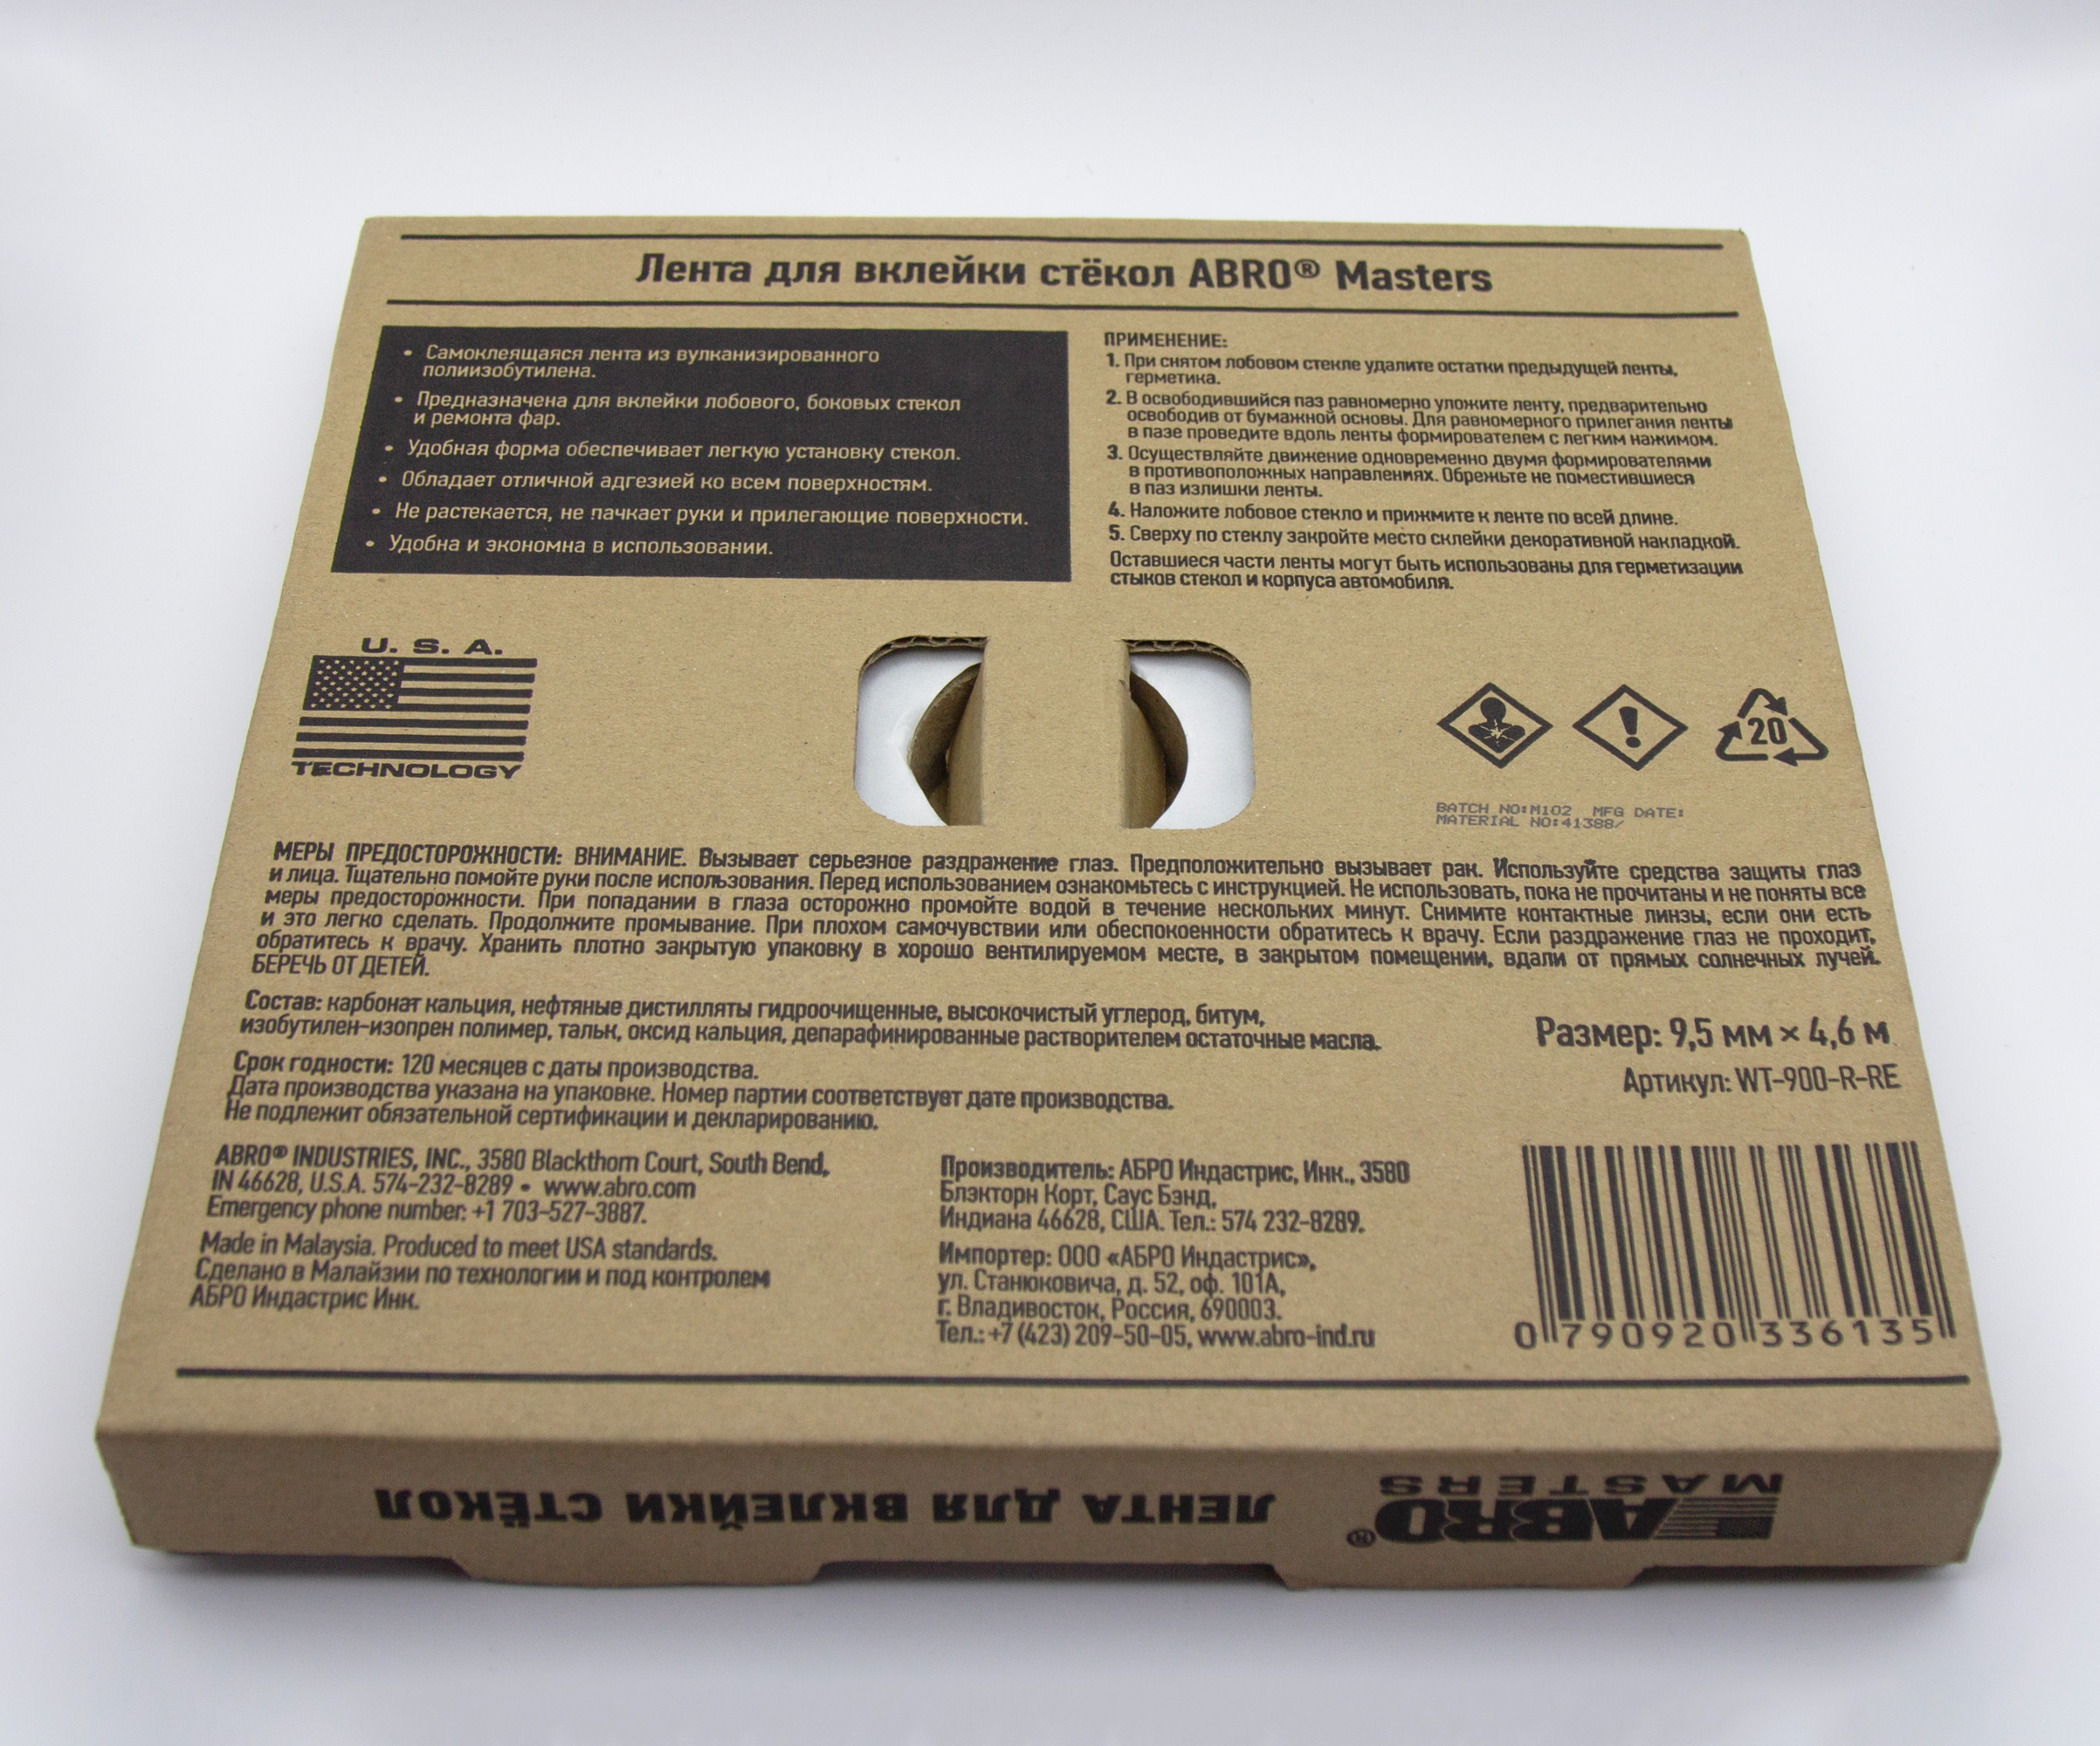 Лента для вклейки стёкол ABRO® Masters
• Самоклеящаяся лента из вулканизированного
полиизобутилена.
• Предназначена для вклейки лобового, боковых стекол
и ремонта фар.
• Удобная форма обеспечивает легкую установку стекол.
• Обладает отличной адгезией ко всем поверхностям.
• Не растекается, не пачкает руки и прилегающие поверхности.
• Удобна и экономна в использовании.
ПРИМЕНЕНИЕ:
1. При снятом лобовом стекле удалите остатки предыдущей ленты,
герметика.
2. В освободившийся паз равномерно уложите ленту, предварительно
освободив от бумажной основы. Для равномерного прилегания ленты
в пазе проведите вдоль ленты формирователем с легким нажимом.
3. Осуществляйте движение одновременно двумя формирователями
в противоположных направлениях. Обрежьте не поместившиеся
в паз излишки ленты.
4. Наложите лобовое стекло и прижмите к ленте по всей длине.
5. Сверху по стеклу закройте место склейки декоративной накладкой.
Оставшиеся части ленты могут быть использованы для герметизации
стыков стекол и корпуса автомобиля.
U. S. A.
TECHNOLOGY
20
BATCH NO:M102 MFG DATE:
MATERIAL NO:41388/
МЕРЫ ПРЕДОСТОРОЖНОСТИ: ВНИМАНИЕ. Вызывает серьезное раздражение глаз. Предположительно вызывает рак. Используйте средства защиты глаз
и лица. Тщательно помойте руки после использования. Перед использованием ознакомьтесь с инструкцией. Не использовать, пока не прочитаны и не поняты все
меры предосторожности. При попадании в глаза осторожно промойте водой в течение нескольких минут. Снимите контактные линзы, если они есть
и это легко сделать. Продолжите промывание. При плохом самочувствии или обеспокоенности обратитесь к врачу. Если раздражение глаз не проходит,
обратитесь к врачу. Хранить плотно закрытую упаковку в хорошо вентилируемом месте, в закрытом помещении, вдали от прямых солнечных лучей.
БЕРЕЧЬ ОТ ДЕТЕЙ.
Состав: карбонат кальция, нефтяные дистилляты гидроочищенные, высокочистый углерод, битум,
изобутилен-изопрен полимер, тальк, оксид кальция, депарафинированные растворителем остаточные масла.
Срок годности: 120 месяцев с даты производства.
Дата производства указана на упаковке. Номер партии соответствует дате производства.
Не подлежит обязательной сертификации и декларированию.
Размер: 9,5 мм × 4,6 м
Артикул: WT-900-R-RE
ABRO® INDUSTRIES, INC., 3580 Blackthorn Court, South Bend,
IN 46628, U.S.A. 574-232-8289 • www.abro.com
Emergency phone number: +1 703-527-3887.
Made in Malaysia. Produced to meet USA standards.
Сделано в Малайзии по технологии и под контролем
АБРО Индастрис Инк.
Производитель: АБРО Индастрис, Инк., 3580
Блэкторн Корт, Саус Бэнд,
Индиана 46628, США. Тел.: 574 232-8289.
Импортер: ООО «АБРО Индастрис»,
ул. Станюковича, д. 52, оф. 101А,
г. Владивосток, Россия, 690003.
Тел.: +7 (423) 209-50-05, www.abro-ind.ru
0 790920 336135
ABRO®
MASTERS
ЛЕНТА ДЛЯ ВКЛЕЙКИ СТЁКОЛ